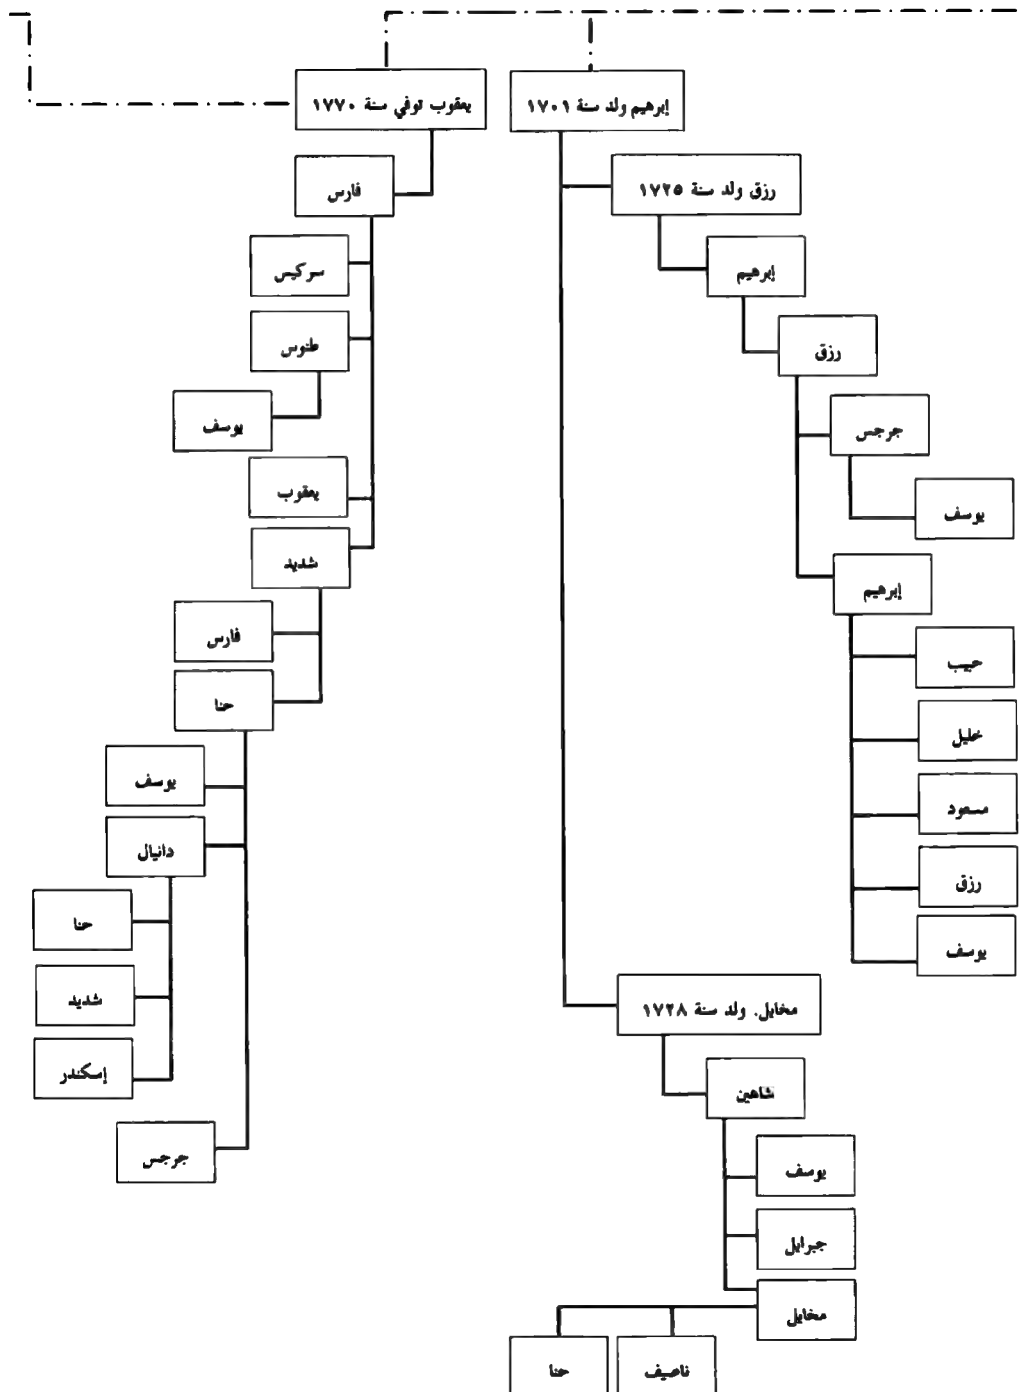 إبرهيم ولد سنة ١٧٠١
رزق ولد سنة ١٧٢٥
إبرهيم
رزق
جرجس
يوسف
إبرهيم
حبيب
خليل
مسعود
رزق
يوسف
مخايل. ولد سنة ١٧٢٨
شاهين
يوسف
جبرايل
مخايل
ناصيف
حنا
يعقوب توفي سنة ١٧٧٠
فارس
سركيس
طنوس
يوسف
يعقوب
شديد
فارس
حنا
يوسف
دانيال
حنا
شديد
إسكندر
جرجس